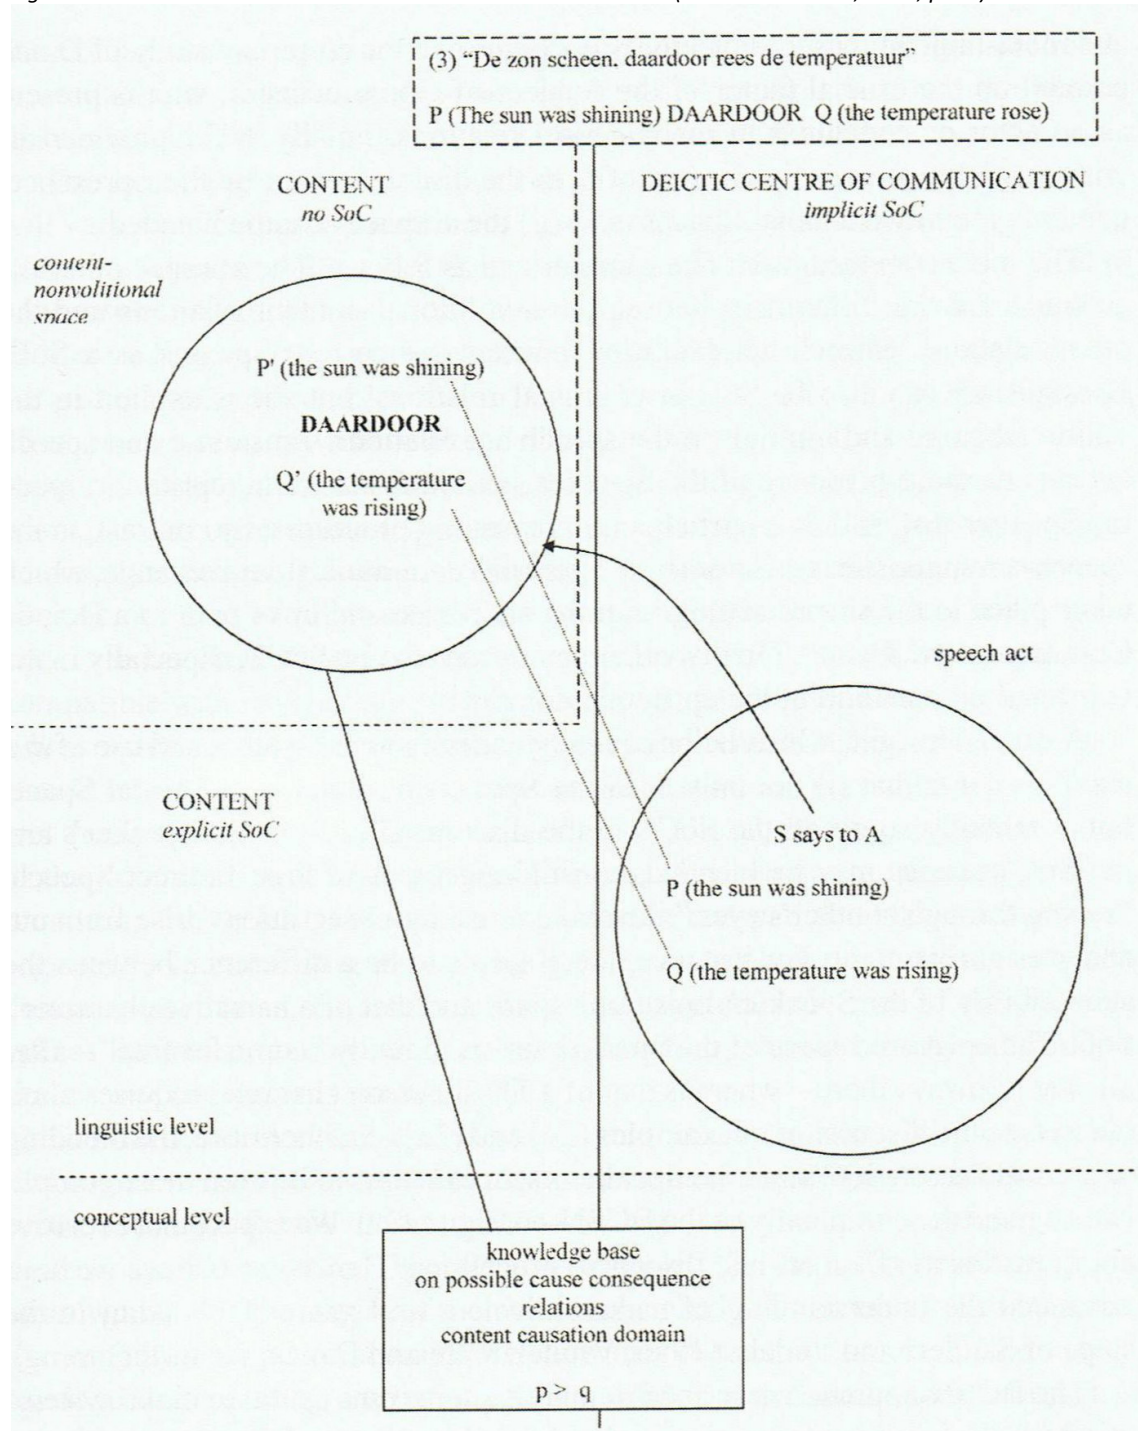 (3) “De zon scheen. daardoor rees de temperatuur”
P (The sun was shining) DAARDOOR Q (the temperature rose)
CONTENT
no SoC
DEICTIC CENTRE OF COMMUNICATION
implicit SoC
content-
nonvolitional
space
P' (the sun was shining)
DAARDOOR
Q’ (the temperature
was rising)
speech act
CONTENT
explicit SoC
S says to A
P (the sun was shining)
Q (the temperature was rising)
linguistic level
conceptual level
knowledge base
on possible cause consequence
relations
content causation domain
p > q